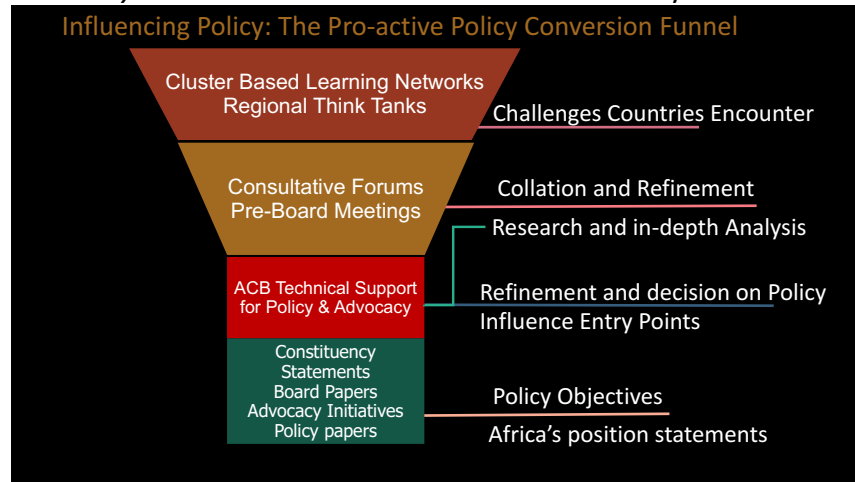 Influencing Policy: The Pro-active Policy Conversion Funnel
Cluster Based Learning Networks
Regional Think Tanks
Challenges Countries Encounter
Consultative Forums
Pre-Board Meetings
Collation and Refinement
Research and in-depth Analysis
ACB Technical Support
for Policy & Advocacy
Refinement and decision on Policy
Influence Entry Points
Constituency
Statements
Board Papers
Advocacy Initiatives
Policy papers
Policy Objectives
Africa’s position statements